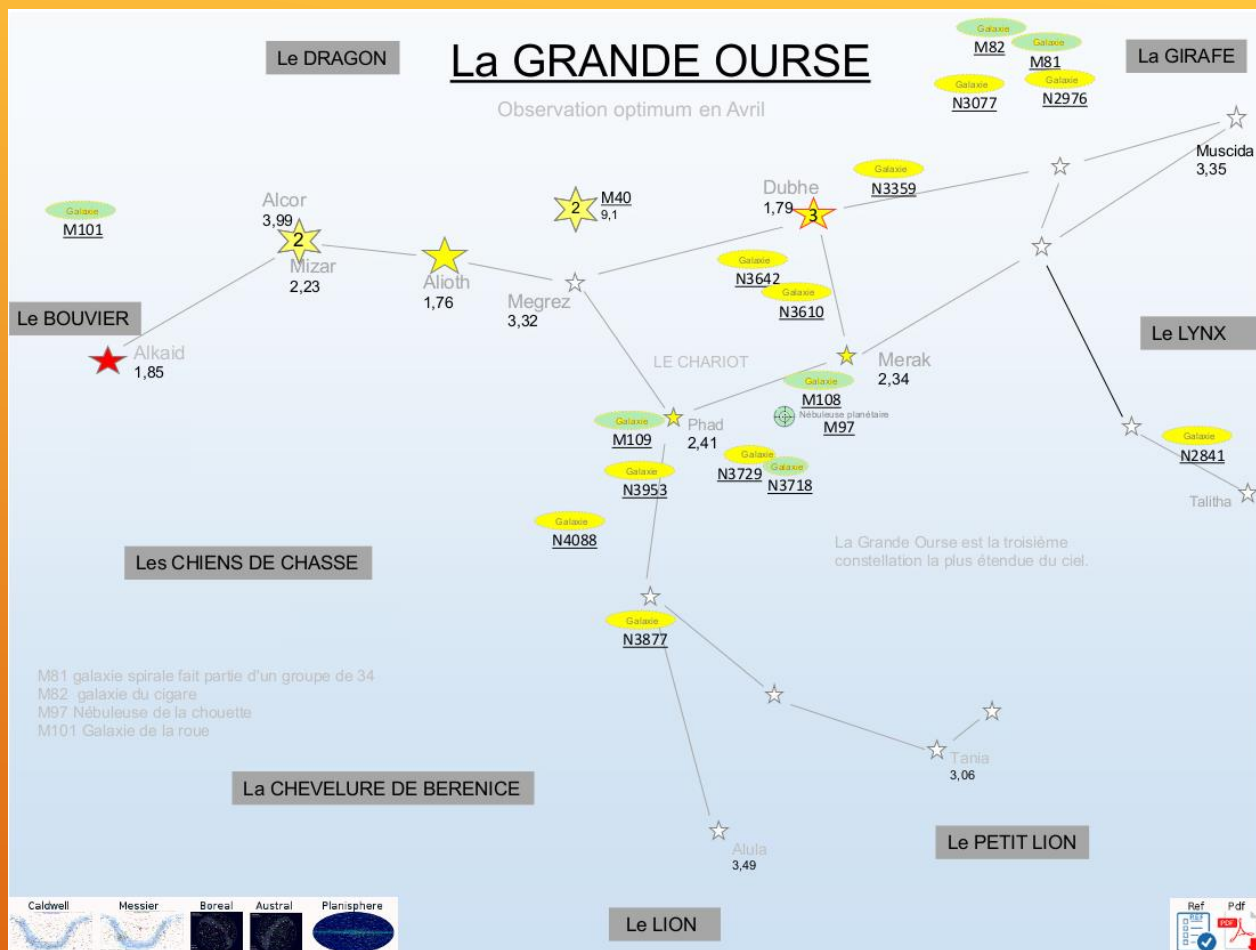 La GRANDE OURSE
Observation optimum en Avril
Le DRAGON
La GIRAFE
Galaxie
M82
Galaxie
M81
Galaxie
N3077
Galaxie
N2976
Muscida
3,35
Galaxie
N3359
Dubhe
1,79
3
2
M40
9,1
Alcor
3,99
2
Mizar
2,23
Galaxie
M101
Alioth
1,76
Megrez
3,32
Galaxie
N3642
Galaxie
N3610
Le BOUVIER
Alkaid
1,85
Le LYNX
LE CHARIOT
Merak
2,34
Galaxie
M108
Nébuleuse planétaire
M97
Galaxie
M109
Phad
2,41
Galaxie
N2841
Talitha
Galaxie
N3953
Galaxie
N3729
Galaxie
N3718
Galaxie
N4088
La Grande Ourse est la troisième
constellation la plus étendue du ciel.
Les CHIENS DE CHASSE
Galaxie
N3877
M81 galaxie spirale fait partie d'un groupe de 34
M82 galaxie du cigare
M97 Nébuleuse de la chouette
M101 Galaxie de la roue
Tania
3,06
La CHEVELURE DE BERENICE
Alula
3,49
Le PETIT LION
Le LION
Caldwell
Messier
Boreal
Austral
Planisphere
Ref
Pdf
PDF